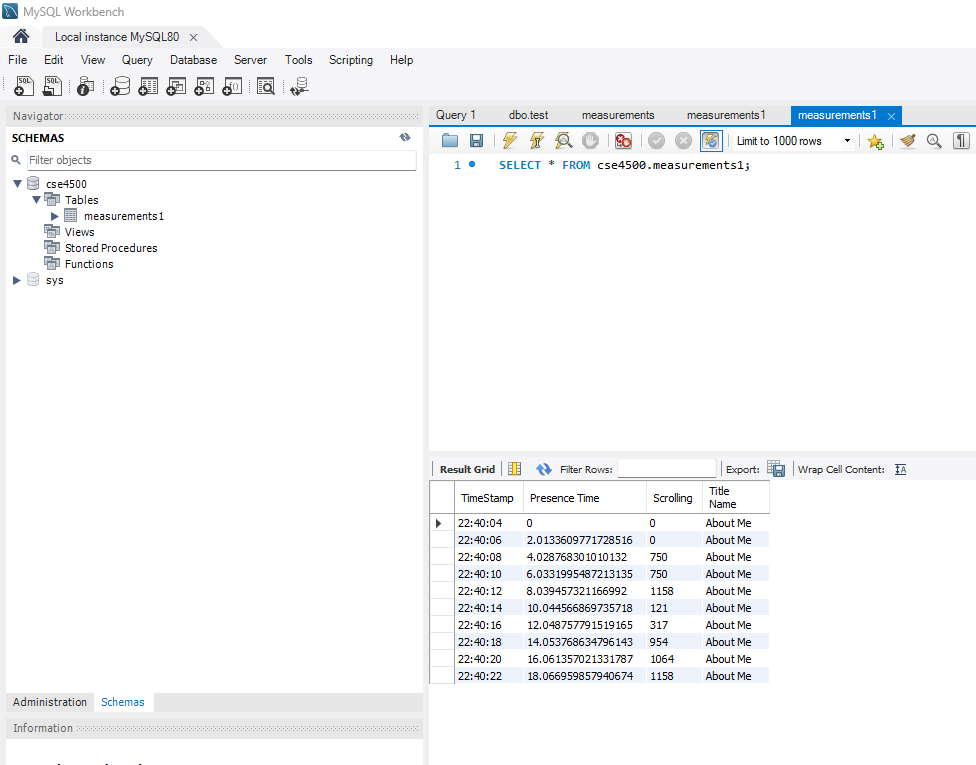 MySQL Workbench
Local instance MySQL80
File Edit View Query Database Server Tools Scripting Help
Navigator
SCHEMAS
Filter objects
cse4500
Tables
measurements1
Views
Stored Procedures
Functions
sys
Administration Schemas
Information
Query 1 dbo.test measurements measurements1 measurements1
Limit to 1000 rows
1 SELECT * FROM cse4500.measurements1;
Result Grid Filter Rows: Export: Wrap Cell Content:
TimeStamp Presence Time Scrolling Title Name
22:40:04 0 0 About Me
22:40:06 2.0133609771728516 0 About Me
22:40:08 4.028768301010132 750 About Me
22:40:10 6.0331995487213135 750 About Me
22:40:12 8.039457321166992 1158 About Me
22:40:14 10.044566869735718 121 About Me
22:40:16 12.048757791519165 317 About Me
22:40:18 14.053768634796143 954 About Me
22:40:20 16.061357021331787 1064 About Me
22:40:22 18.066959857940674 1158 About Me